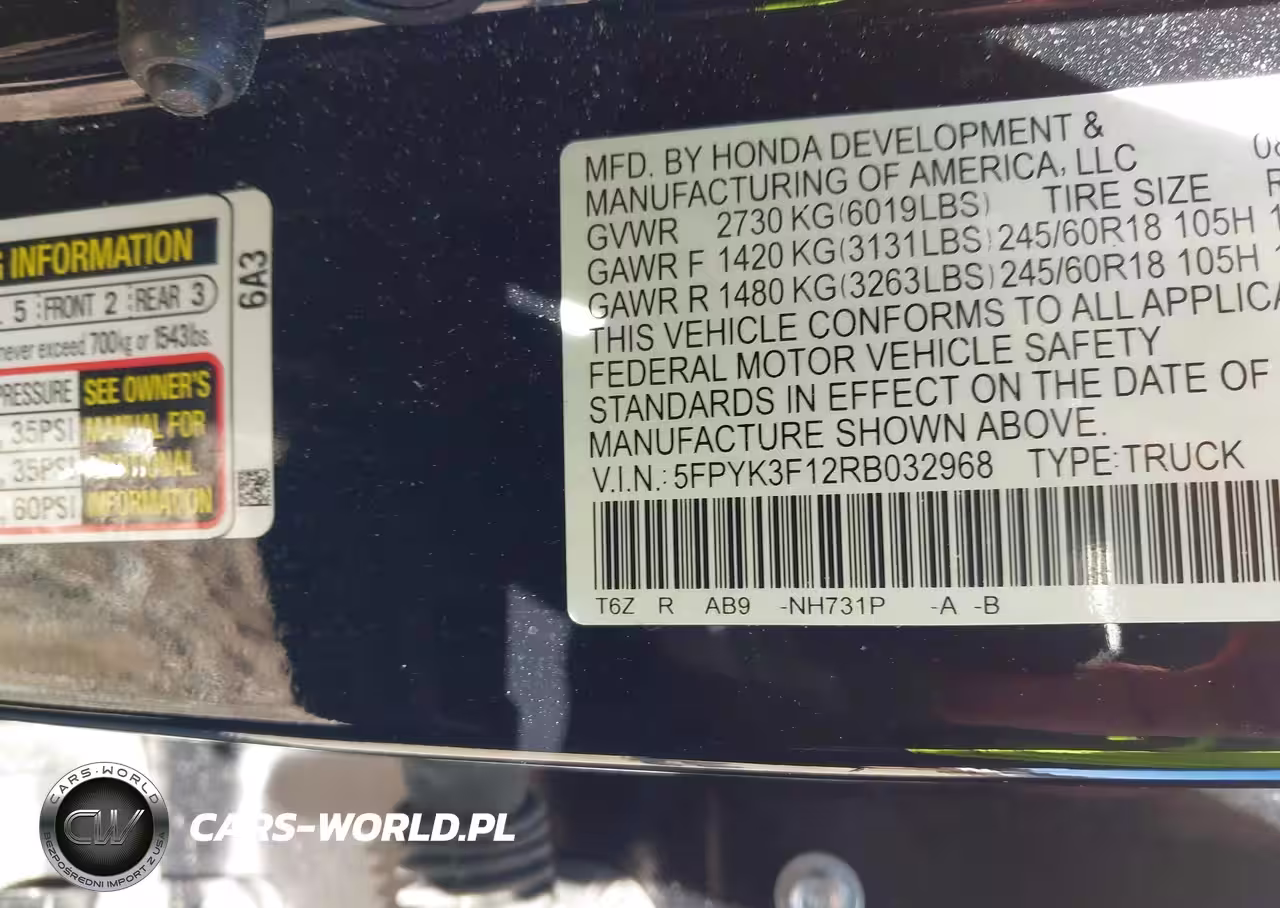 INFORMATION
5 FRONT 2 REAR 3
never exceed 700kg or 1543lbs.
PRESSURE SEE OWNER'S
35PSI MANUAL FOR
35PSI ADDITIONAL
60PSI INFORMATION
6A3
MFD. BY HONDA DEVELOPMENT &
MANUFACTURING OF AMERICA, LLC
GVWR 2730 KG(6019LBS) TIRE SIZE
GAWR F 1420 KG(3131LBS) 245/60R18 105H
GAWR R 1480 KG(3263LBS) 245/60R18 105H
THIS VEHICLE CONFORMS TO ALL
FEDERAL MOTOR VEHICLE SAFETY
STANDARDS IN EFFECT ON THE DATE OF
MANUFACTURE SHOWN ABOVE.
V.I.N.: 5FPYK3F12RB032968 TYPE: TRUCK
T6Z R AB9 -NH731P -A -B
CARS-WORLD
CW
BEZPOŚREDNI IMPORT Z USA
CARS-WORLD.PL